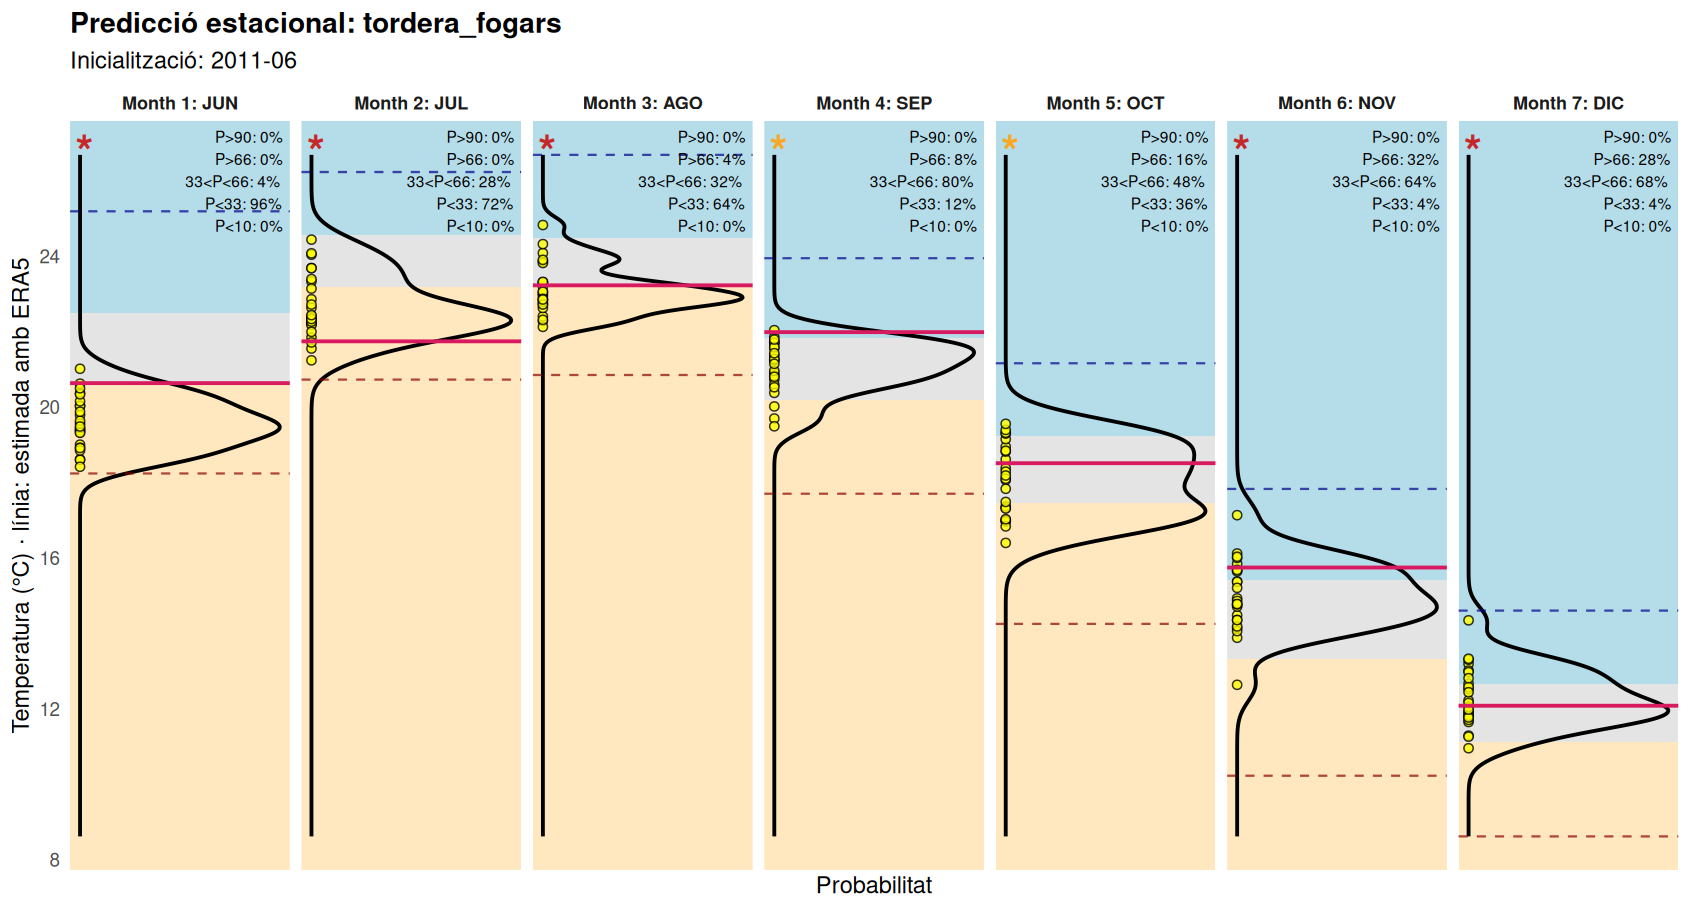 Predicció estacional: tordera_fogars
Inicialització: 2011-06
Month 1: JUN
Month 2: JUL
Month 3: AGO
Month 4: SEP
Month 5: OCT
Month 6: NOV
Month 7: DIC
*
P>90: 0%
P>66: 0%
33<P<66: 4%
P<33: 96%
P<10: 0%
*
P>90: 0%
P>66: 0%
33<P<66: 28%
P<33: 72%
P<10: 0%
*
P>90: 0%
P>66: 4%
33<P<66: 32%
P<33: 64%
P<10: 0%
*
P>90: 0%
P>66: 8%
33<P<66: 80%
P<33: 12%
P<10: 0%
*
P>90: 0%
P>66: 16%
33<P<66: 48%
P<33: 36%
P<10: 0%
*
P>90: 0%
P>66: 32%
33<P<66: 64%
P<33: 4%
P<10: 0%
*
P>90: 0%
P>66: 28%
33<P<66: 68%
P<33: 4%
P<10: 0%
24
20
16
12
8
Temperatura (°C) · línia: estimada amb ERA5
Probabilitat